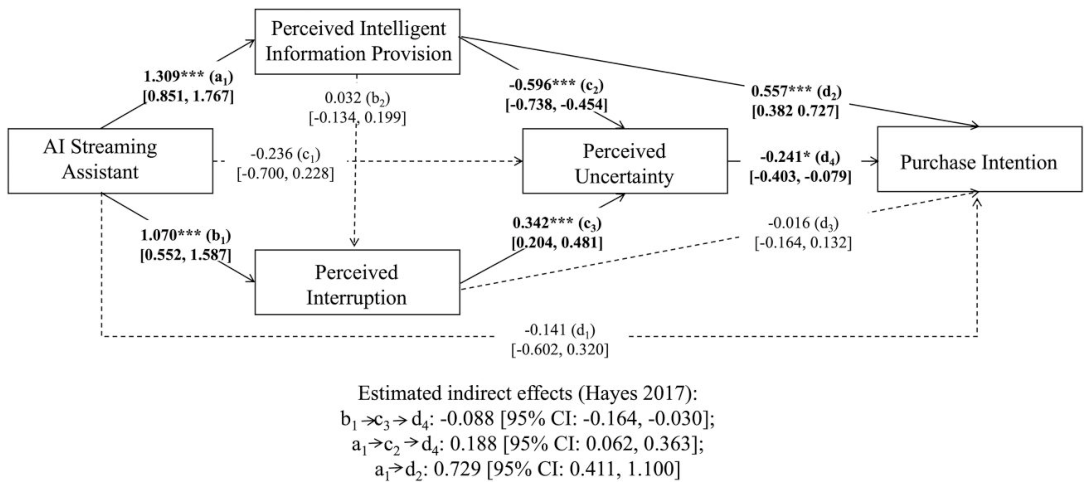 Perceived Intelligent
Information Provision
1.309*** (a₁)
[0.851, 1.767]
0.032 (b₂)
[-0.134, 0.199]
-0.596*** (c₂)
[-0.738, -0.454]
0.557*** (d₂)
[0.382 0.727]
AI Streaming
Assistant
-0.236 (c₁)
[-0.700, 0.228]
Perceived
Uncertainty
-0.241* (d₄)
[-0.403, -0.079]
Purchase Intention
1.070*** (b₁)
[0.552, 1.587]
0.342*** (c₃)
[0.204, 0.481]
-0.016 (d₃)
[-0.164, 0.132]
Perceived
Interruption
-0.141 (d₁)
[-0.602, 0.320]
Estimated indirect effects (Hayes 2017):
b₁→c₃→d₄: -0.088 [95% CI: -0.164, -0.030];
a₁→c₂→d₄: 0.188 [95% CI: 0.062, 0.363];
a₁→d₂: 0.729 [95% CI: 0.411, 1.100]